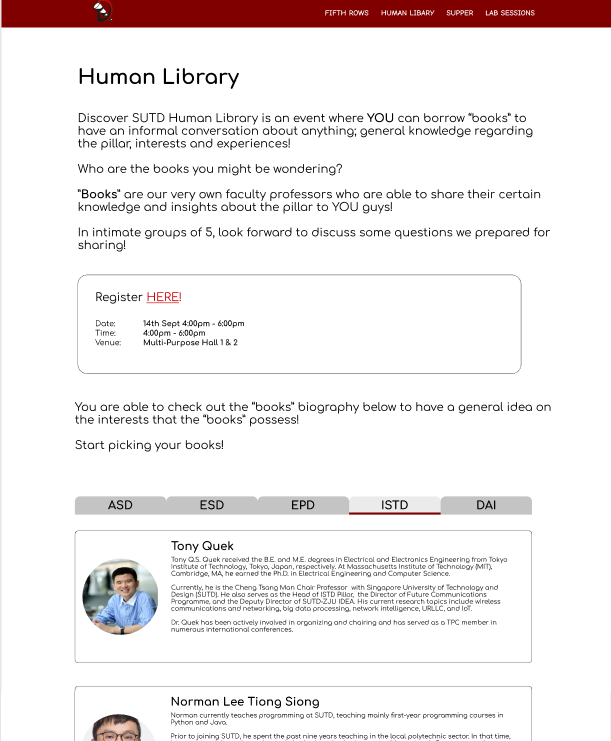 FIFTH ROWS HUMAN LIBARY SUPPER LAB SESSIONS
Human Library
Discover SUTD Human Library is an event where YOU can borrow "books" to
have an informal conversation about anything; general knowledge regarding
the pillar, interests and experiences!
Who are the books you might be wondering?
"Books" are our very own faculty professors who are able to share their certain
knowledge and insights about the pillar to YOU guys!
In intimate groups of 5, look forward to discuss some questions we prepared for
sharing!
Register HERE!
Date: 14th Sept 4:00pm - 6:00pm
Time: 4:00pm - 6:00pm
Venue: Multi-Purpose Hall 1 & 2
You are able to check out the "books" biography below to have a general idea on
the interests that the "books" possess!
Start picking your books!
ASD ESD EPD ISTD DAI
Tony Quek
Tony Q.S. Quek received the B.E. and M.E. degrees in Electrical and Electronics Engineering from Tokyo
Institute of Technology, Tokyo, Japan, respectively. At Massachusetts Institute of Technology (MIT),
Cambridge, MA, he earned the Ph.D. in Electrical Engineering and Computer Science.
Currently, he is the Cheng Tsang Man Chair Professor with Singapore University of Technology and
Design (SUTD). He also serves as the Head of ISTD Pillar, the Director of Future Communications
Programme, and the Deputy Director of SUTD-ZJU IDEA. His current research topics include wireless
communications and networking, big data processing, network intelligence, URLLC, and IoT.
Dr. Quek has been actively involved in organizing and chairing and has served as a TPC member in
numerous international conferences.
Norman Lee Tiong Siong
Norman currently teaches programming at SUTD, teaching mainly first-year programming courses in
Python and Java.
Prior to joining SUTD, he spent the past nine years teaching in the local polytechnic sector. In that time,